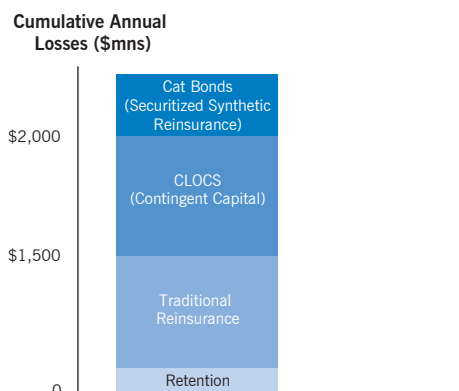 Cumulative Annual
Losses ($mns)
Cat Bonds
(Securitized Synthetic
Reinsurance)
$2,000
CLOCS
(Contingent Capital)
$1,500
Traditional
Reinsurance
Retention
0